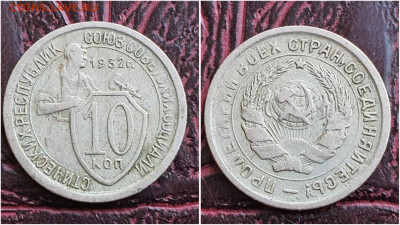 СОЮЗ СОВЕТСКИХ СОЦИАЛИСТИЧЕСКИХ РЕСПУБЛИК
1932г.
10
КОП
ПРОЛЕТАРИИ ВСЕХ СТРАН, СОЕДИНЯЙТЕСЬ! —